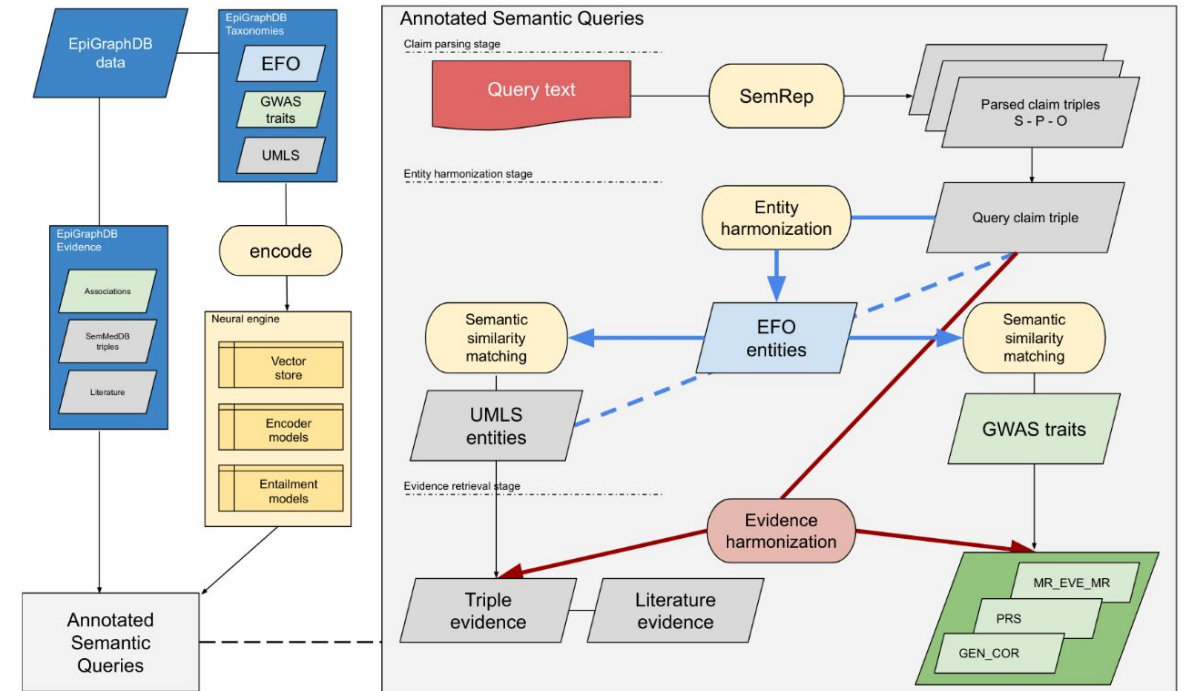 EpiGraphDB
data
EpiGraphDB
Taxonomies
EFO
GWAS
traits
UMLS
EpiGraphDB
Evidence
Associations
SemMedDB
triples
Literature
encode
Neural engine
Vector
store
Encoder
models
Entailment
models
Annotated
Semantic
Queries
Annotated Semantic Queries
Claim parsing stage
Query text
SemRep
Parsed claim triples
S - P - O
Entity harmonization stage
Entity
harmonization
Query claim triple
Semantic
similarity
matching
EFO
entities
Semantic
similarity
matching
UMLS
entities
GWAS traits
Evidence retrieval stage
Evidence
harmonization
Triple
evidence
Literature
evidence
MR_EVE_MR
PRS
GEN_COR